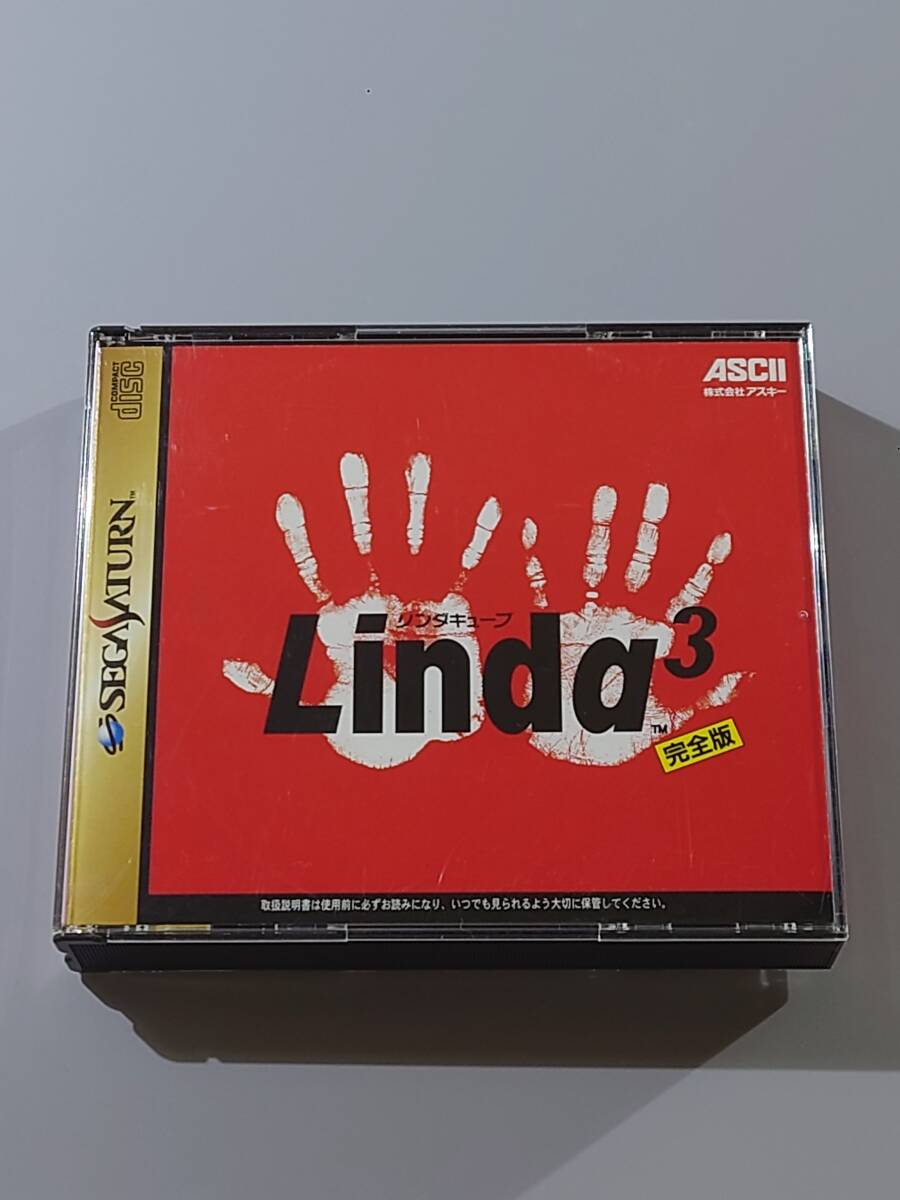 COMPACT
disc
SEGA SATURN™
ASCII
株式会社アスキー
リンダキューブ
Linda3
™
完全版
取扱説明書は使用前に必ずお読みになり、いつでも見られるよう大切に保管してください。